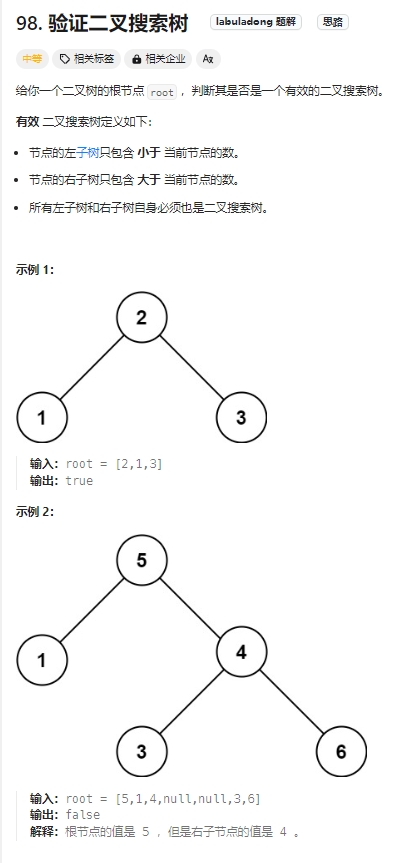 98. 验证二叉搜索树 labuladong 题解 思路
中等 相关标签 相关企业 Aя
给你一个二叉树的根节点 root ，判断其是否是一个有效的二叉搜索树。
有效 二叉搜索树定义如下：
• 节点的左子树只包含 小于 当前节点的数。
• 节点的右子树只包含 大于 当前节点的数。
• 所有左子树和右子树自身必须也是二叉搜索树。
示例 1：
2
1 3
输入：root = [2,1,3]
输出：true
示例 2：
5
1 4
3 6
输入：root = [5,1,4,null,null,3,6]
输出：false
解释：根节点的值是 5 ，但是右子节点的值是 4 。